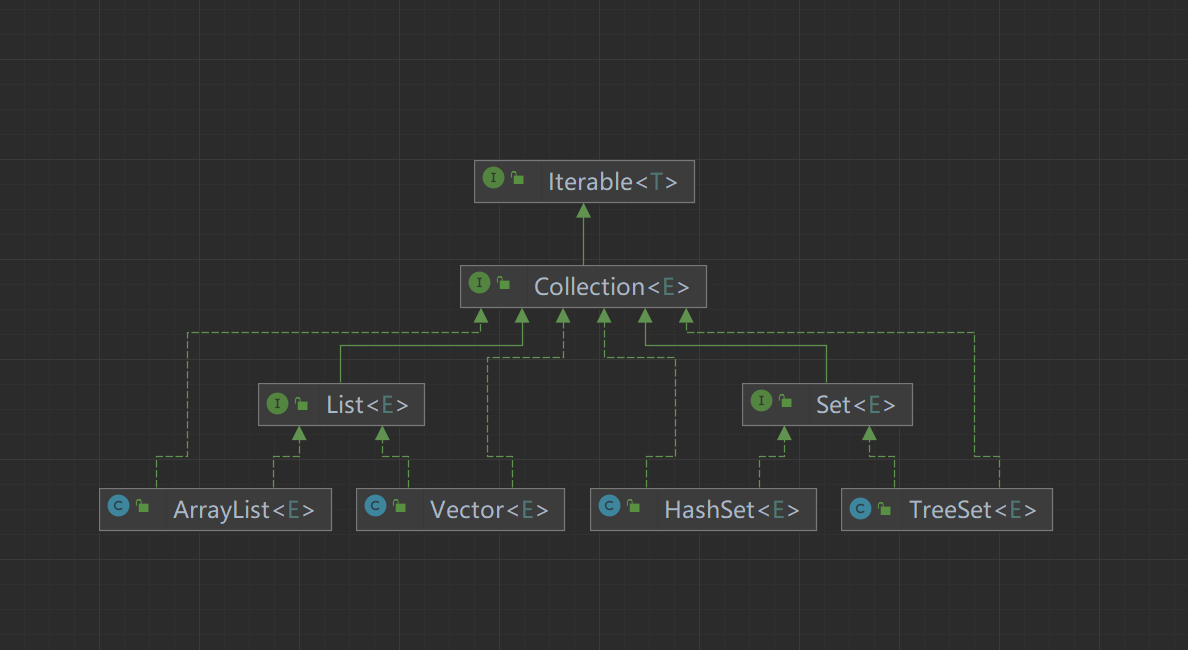 I Iterable<T>
I Collection<E>
I List<E>
I Set<E>
C ArrayList<E>
C Vector<E>
C HashSet<E>
C TreeSet<E>